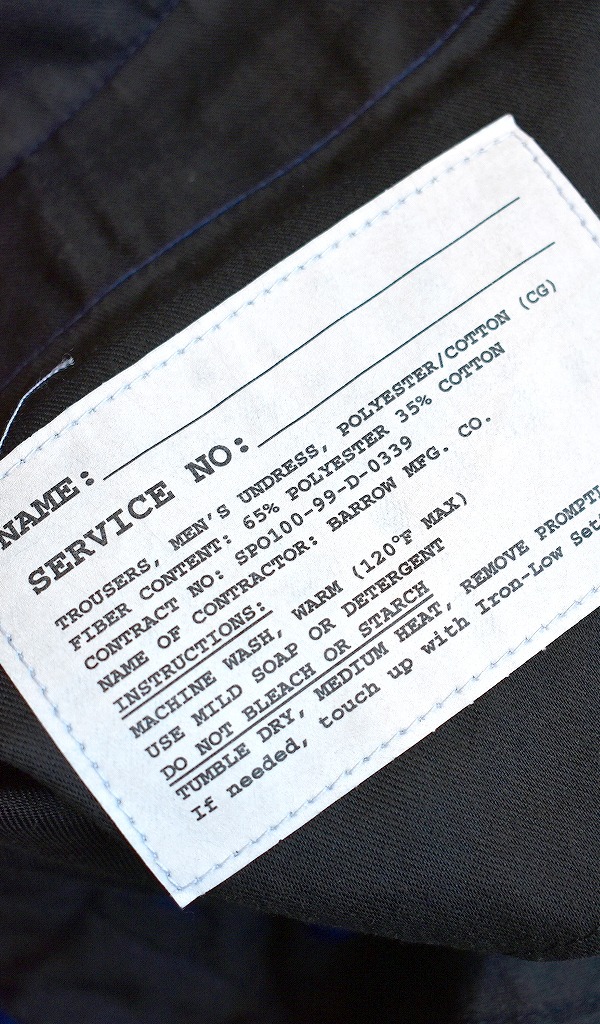 NAME:
SERVICE NO:
TROUSERS, MEN'S UNDRESS, POLYESTER/COTTON (CG)
FIBER CONTENT: 65% POLYESTER 35% COTTON
CONTRACT NO: SPO100-99-D-0339
NAME OF CONTRACTOR: BARROW MFG. CO.
INSTRUCTIONS:
MACHINE WASH, WARM (120°F MAX)
USE MILD SOAP OR DETERGENT
DO NOT BLEACH OR STARCH
TUMBLE DRY, MEDIUM HEAT, REMOVE
If needed, touch up with Iron-Low